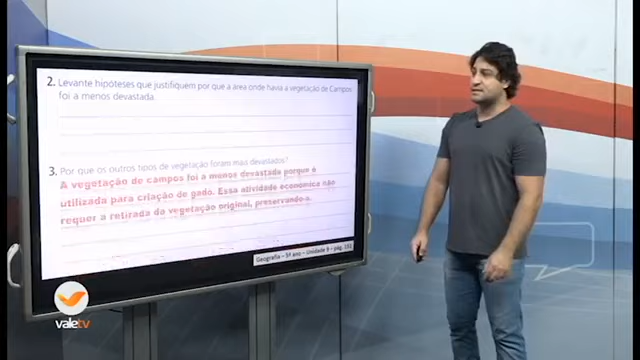 2. Levante hipóteses que justifiquem por que a área onde havia a vegetação de Campos
foi a menos devastada.
3. Por que os outros tipos de vegetação foram mais devastados?
A vegetação de campos foi a menos devastada porque é
utilizada para criação de gado. Essa atividade econômica não
requer a retirada da vegetação original, preservando-a.
Geografia – 5º ano – Unidade 9 – pág. 153
valetv